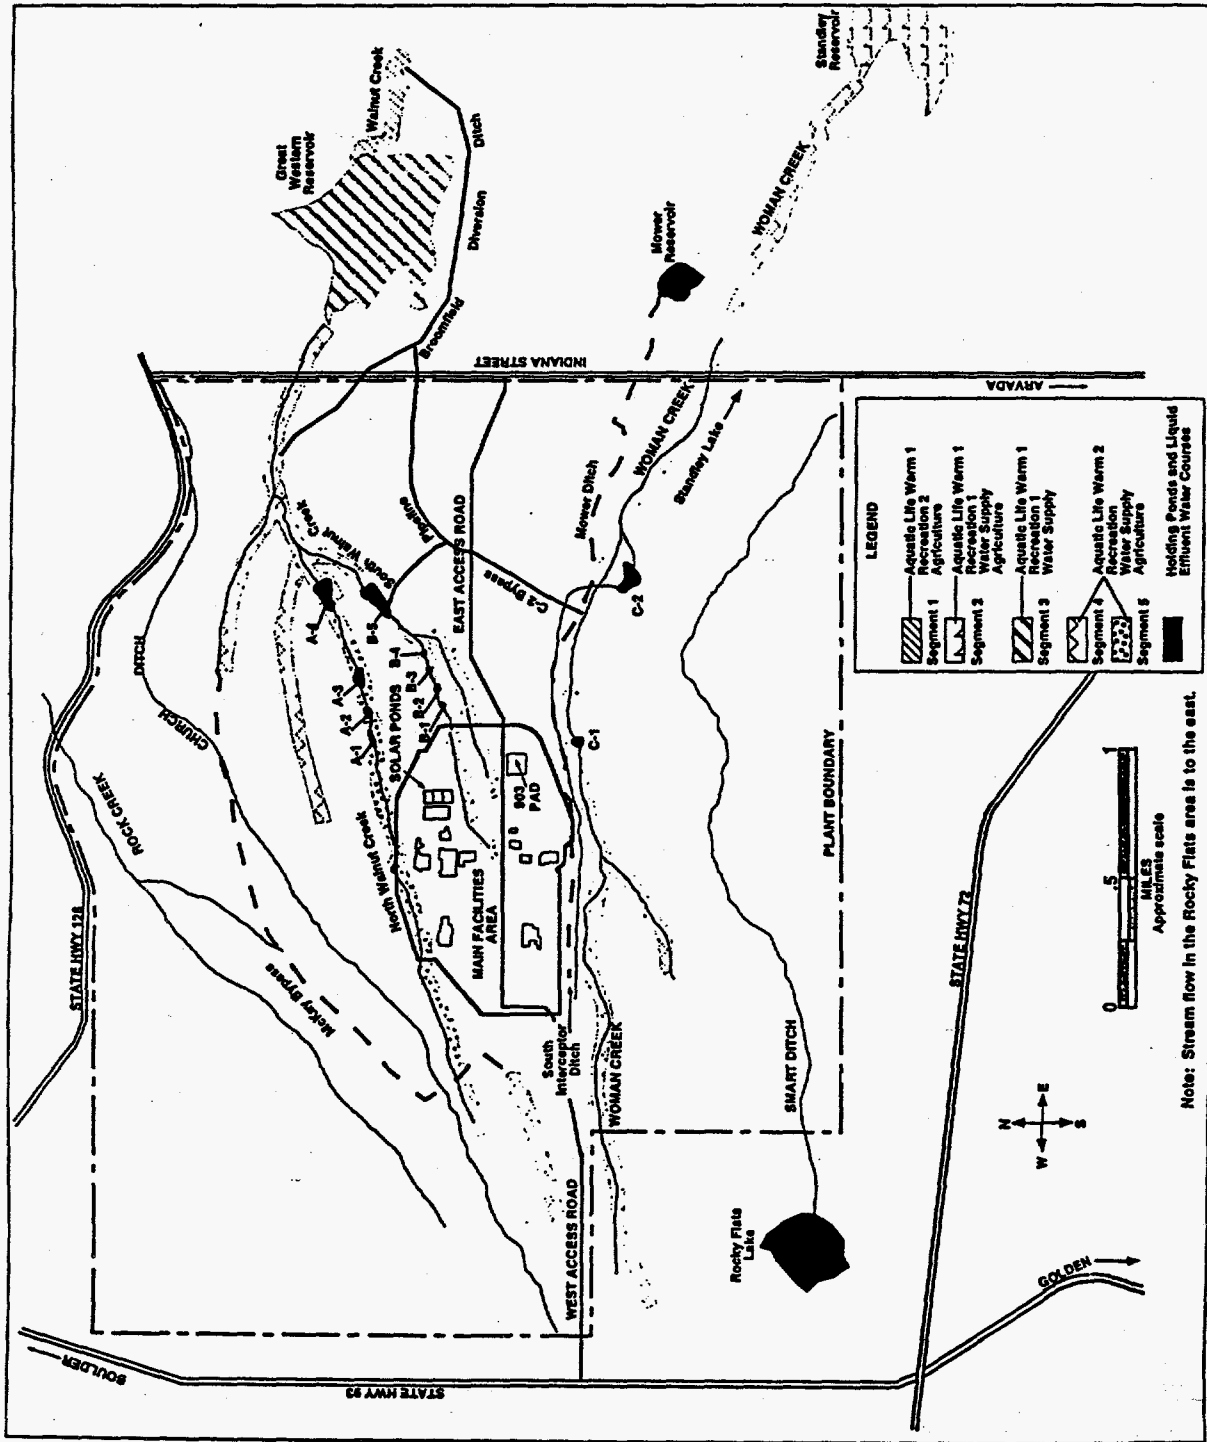 STATE HWY 128
BOULDER
STATE HWY 93
GOLDEN
STATE HWY 72
INDIANA STREET
ARVADA
ROCK CREEK
McKay Bypass
CHURCH
DITCH
North Walnut Creek
South Walnut
Creek
Great
Western
Reservoir
Walnut Creek
Broomfield
Diversion
Ditch
Pipeline
C-2 Bypass
EAST ACCESS ROAD
WEST ACCESS ROAD
A-1
A-2
A-3
A-4
B-1
B-2
B-3
B-4
B-5
SOLAR PONDS
MAIN FACILITIES
AREA
903
PAD
South
Interceptor
Ditch
C-1
C-2
WOMAN CREEK
WOMAN CREEK
WOMAN CREEK
Mower Ditch
Mower
Reservoir
Standley Lake
Standley
Reservoir
SMART DITCH
Rocky Flats
Lake
PLANT BOUNDARY
N
W
E
S
0
.5
1
MILES
Approximate scale
LEGEND
Segment 1
Aquatic Life Warm 1
Recreation 2
Agriculture
Segment 2
Aquatic Life Warm 1
Recreation 1
Water Supply
Agriculture
Segment 3
Aquatic Life Warm 1
Recreation 1
Water Supply
Segment 4
Segment 5
Aquatic Life Warm 2
Recreation
Water Supply
Agriculture
Holding Ponds and Liquid
Effluent Water Courses
Note: Stream flow in the Rocky Flats area is to the east.